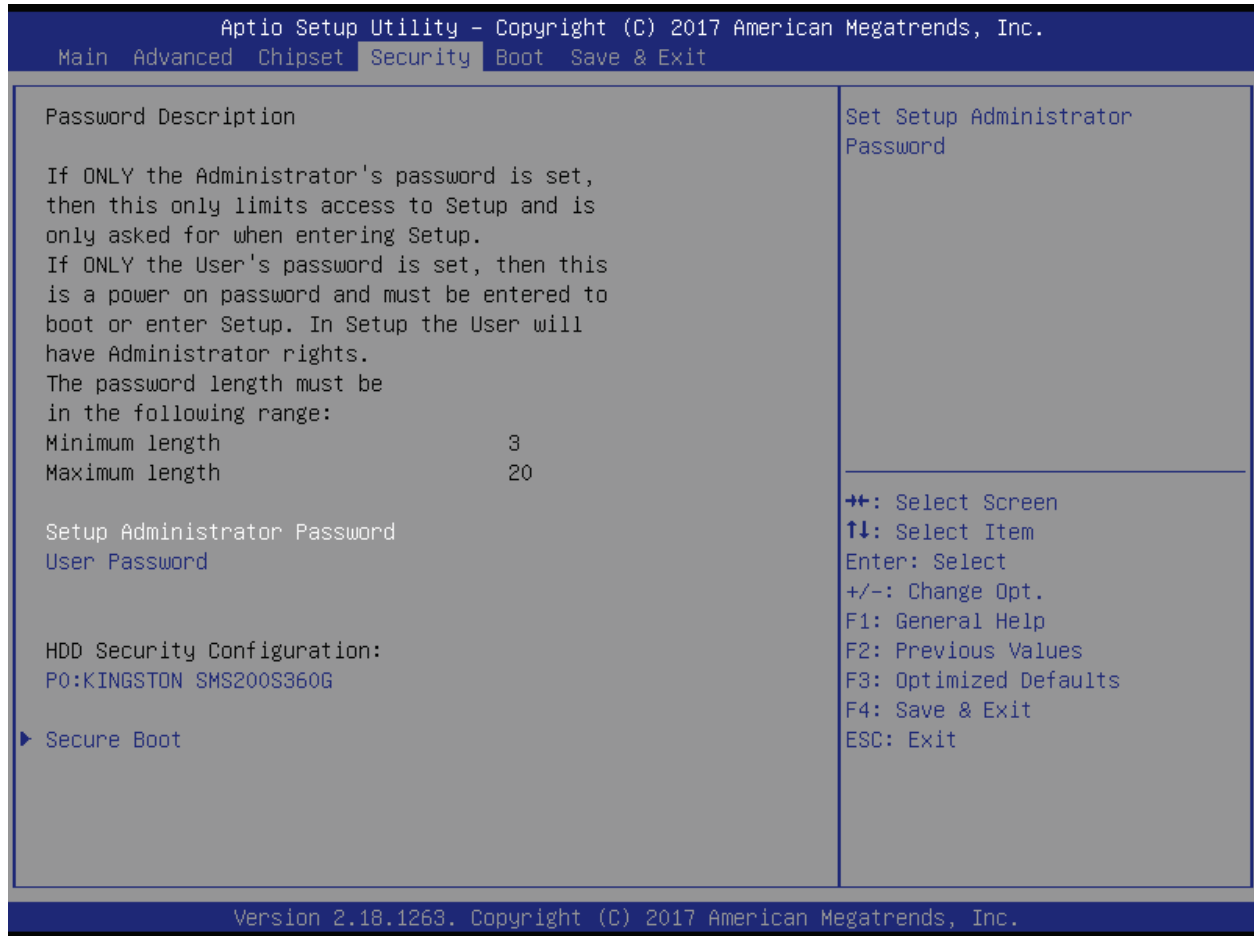 Aptio Setup Utility – Copyright (C) 2017 American Megatrends, Inc.
Main Advanced Chipset Security Boot Save & Exit
Password Description
If ONLY the Administrator's password is set,
then this only limits access to Setup and is
only asked for when entering Setup.
If ONLY the User's password is set, then this
is a power on password and must be entered to
boot or enter Setup. In Setup the User will
have Administrator rights.
The password length must be
in the following range:
Minimum length 3
Maximum length 20
Setup Administrator Password
User Password
HDD Security Configuration:
P0:KINGSTON SMS200S360G
Secure Boot
Set Setup Administrator
Password
→←: Select Screen
↑↓: Select Item
Enter: Select
+/-: Change Opt.
F1: General Help
F2: Previous Values
F3: Optimized Defaults
F4: Save & Exit
ESC: Exit
Version 2.18.1263. Copyright (C) 2017 American Megatrends, Inc.